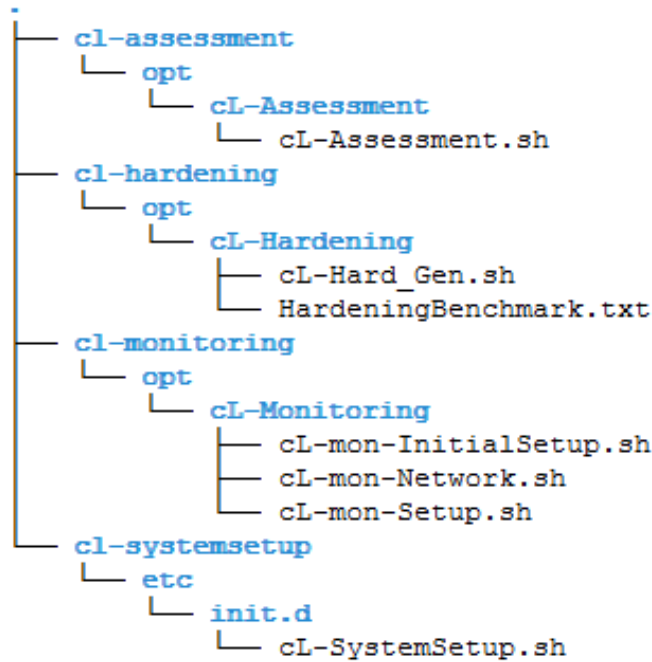 .
cl-assessment
opt
cL-Assessment
cL-Assessment.sh
cl-hardening
opt
cL-Hardening
cL-Hard_Gen.sh
HardeningBenchmark.txt
cl-monitoring
opt
cL-Monitoring
cL-mon-InitialSetup.sh
cL-mon-Network.sh
cL-mon-Setup.sh
cl-systemsetup
etc
init.d
cL-SystemSetup.sh